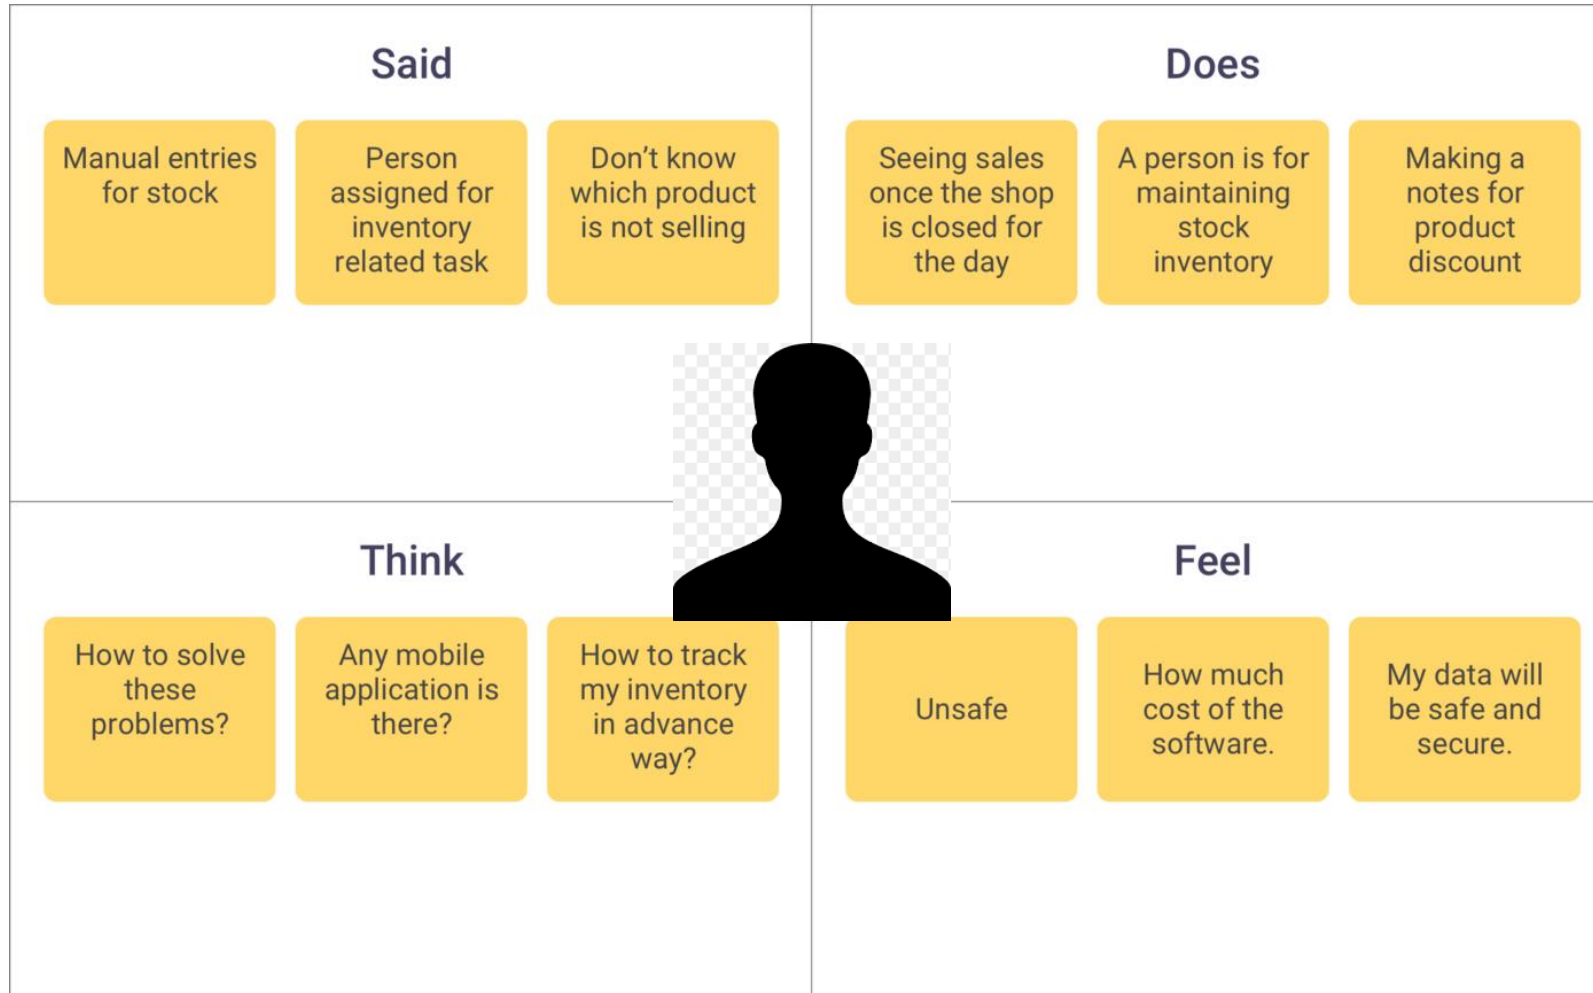 Said
Manual entries
for stock
Person
assigned for
inventory
related task
Don’t know
which product
is not selling
Does
Seeing sales
once the shop
is closed for
the day
A person is for
maintaining
stock
inventory
Making a
notes for
product
discount
Think
How to solve
these
problems?
Any mobile
application is
there?
How to track
my inventory
in advance
way?
Feel
Unsafe
How much
cost of the
software.
My data will
be safe and
secure.